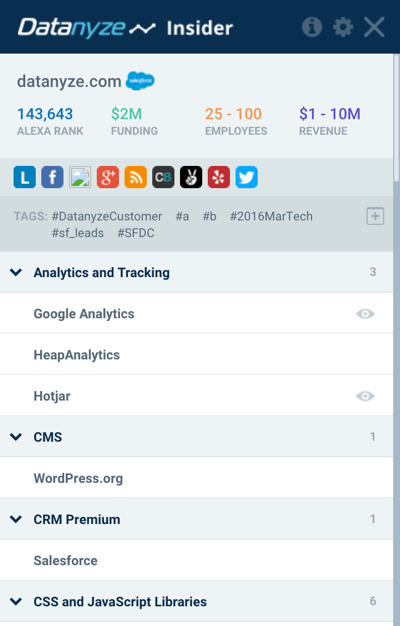 Datanyze Insider
datanyze.com salesforce
143,643 $2M 25 - 100 $1 - 10M
ALEXA RANK FUNDING EMPLOYEES REVENUE
L f g+ CB
TAGS: #DatanyzeCustomer #a #b #2016MarTech
#sf_leads #SFDC
Analytics and Tracking 3
Google Analytics
HeapAnalytics
Hotjar
CMS 1
WordPress.org
CRM Premium 1
Salesforce
CSS and JavaScript Libraries 6